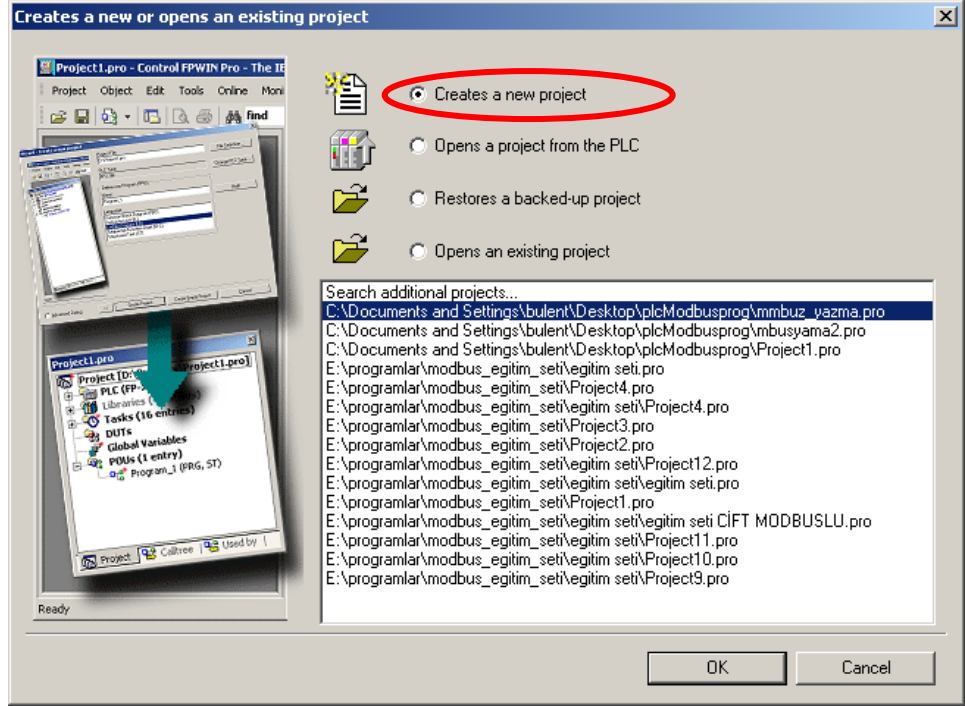 Creates a new or opens an existing project
Project1.pro - Control FPWIN Pro - The IE
Project Object Edit Tools Online Moni
find
Project1.pro
Project [D:\ Project1.pro]
PLC (FP-
Libraries (
Tasks (16 entries)
DUTs
Global Variables
POUs (1 entry)
Program_1 (PRG, ST)
Project Calltree Used by
Ready
Creates a new project
Opens a project from the PLC
Restores a backed-up project
Opens an existing project
Search additional projects...
C:\Documents and Settings\bulent\Desktop\plcModbusprog\mmbuz_yazma.pro
C:\Documents and Settings\bulent\Desktop\plcModbusprog\mbusyama2.pro
C:\Documents and Settings\bulent\Desktop\plcModbusprog\Project1.pro
E:\programlar\modbus_egitim_seti\egitim seti.pro
E:\programlar\modbus_egitim_seti\Project4.pro
E:\programlar\modbus_egitim_seti\egitim seti\Project4.pro
E:\programlar\modbus_egitim_seti\Project3.pro
E:\programlar\modbus_egitim_seti\Project2.pro
E:\programlar\modbus_egitim_seti\egitim seti\Project12.pro
E:\programlar\modbus_egitim_seti\egitim seti\egitim seti.pro
E:\programlar\modbus_egitim_seti\Project1.pro
E:\programlar\modbus_egitim_seti\egitim seti\egitim seti CİFT MODBUSLU.pro
E:\programlar\modbus_egitim_seti\egitim seti\Project11.pro
E:\programlar\modbus_egitim_seti\egitim seti\Project10.pro
E:\programlar\modbus_egitim_seti\egitim seti\Project9.pro
OK Cancel